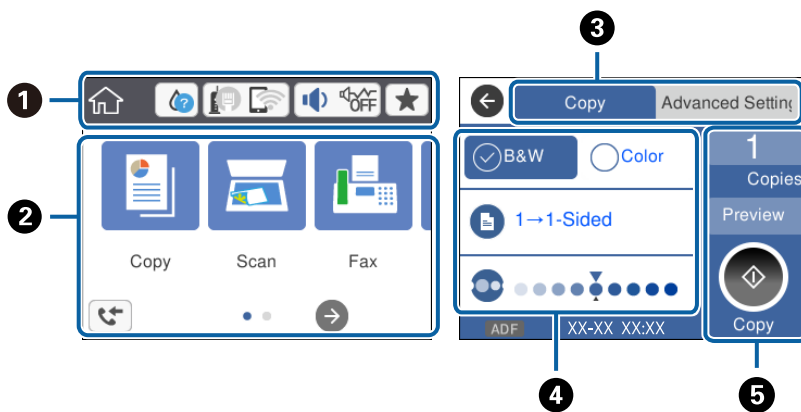 3
1
OFF
Copy
Advanced Setting
B&W
Color
1
Copies
2
1→1-Sided
Preview
Copy
Scan
Fax
ADF
XX-XX XX:XX
Copy
4
5